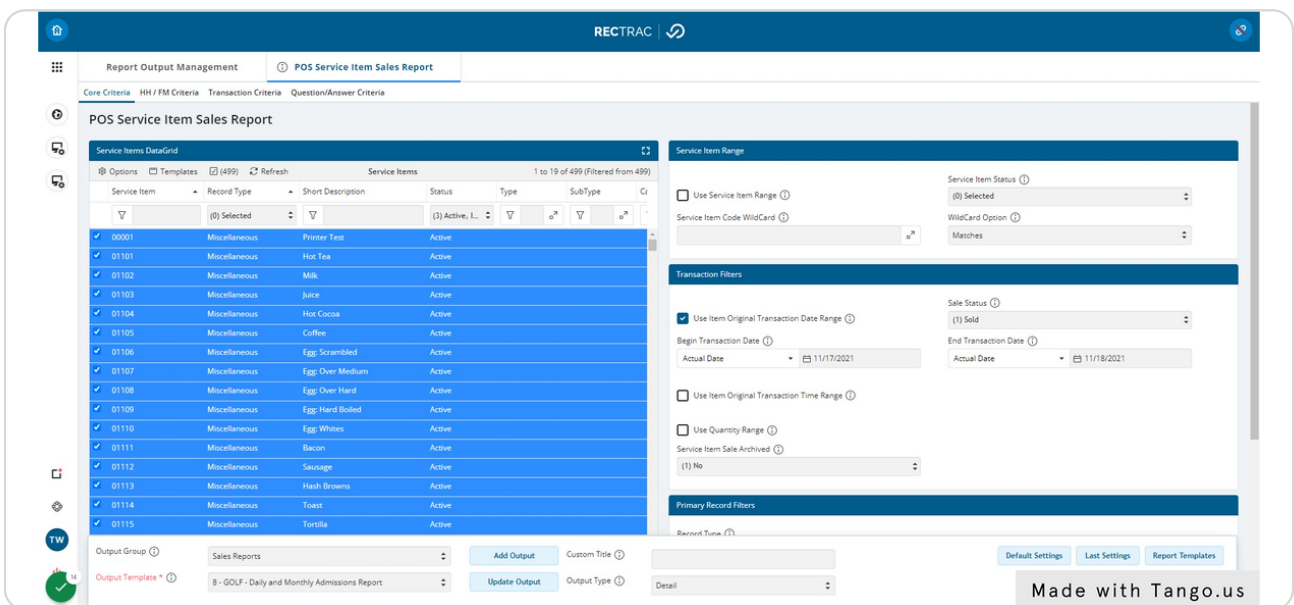 RECTRAC
Report Output Management
POS Service Item Sales Report
Core Criteria HH / FM Criteria Transaction Criteria Question/Answer Criteria
POS Service Item Sales Report
Service Items DataGrid
Options Templates (499) Refresh Service Items 1 to 19 of 499 (Filtered from 499)
Service Item Record Type Short Description Status Type SubType
(0) Selected (3) Active, I...
00001 Miscellaneous Printer Test Active
01101 Miscellaneous Hot Tea Active
01102 Miscellaneous Milk Active
01103 Miscellaneous Juice Active
01104 Miscellaneous Hot Cocoa Active
01105 Miscellaneous Coffee Active
01106 Miscellaneous Egg: Scrambled Active
01107 Miscellaneous Egg: Over Medium Active
01108 Miscellaneous Egg: Over Hard Active
01109 Miscellaneous Egg: Hard Boiled Active
01110 Miscellaneous Egg: Whites Active
01111 Miscellaneous Bacon Active
01112 Miscellaneous Sausage Active
01113 Miscellaneous Hash Browns Active
01114 Miscellaneous Toast Active
01115 Miscellaneous Tortilla Active
Service Item Range
Service Item Status
Use Service Item Range (0) Selected
Service Item Code WildCard WildCard Option
Matches
Transaction Filters
Sale Status
Use Item Original Transaction Date Range (1) Sold
Begin Transaction Date End Transaction Date
Actual Date 11/17/2021 Actual Date 11/18/2021
Use Item Original Transaction Time Range
Use Quantity Range
Service Item Sale Archived
(1) No
Primary Record Filters
Record Type
TW
14
Output Group Sales Reports Add Output Custom Title Default Settings Last Settings Report Templates
Output Template * 8 - GOLF - Daily and Monthly Admissions Report Update Output Output Type Detail
Made with Tango.us